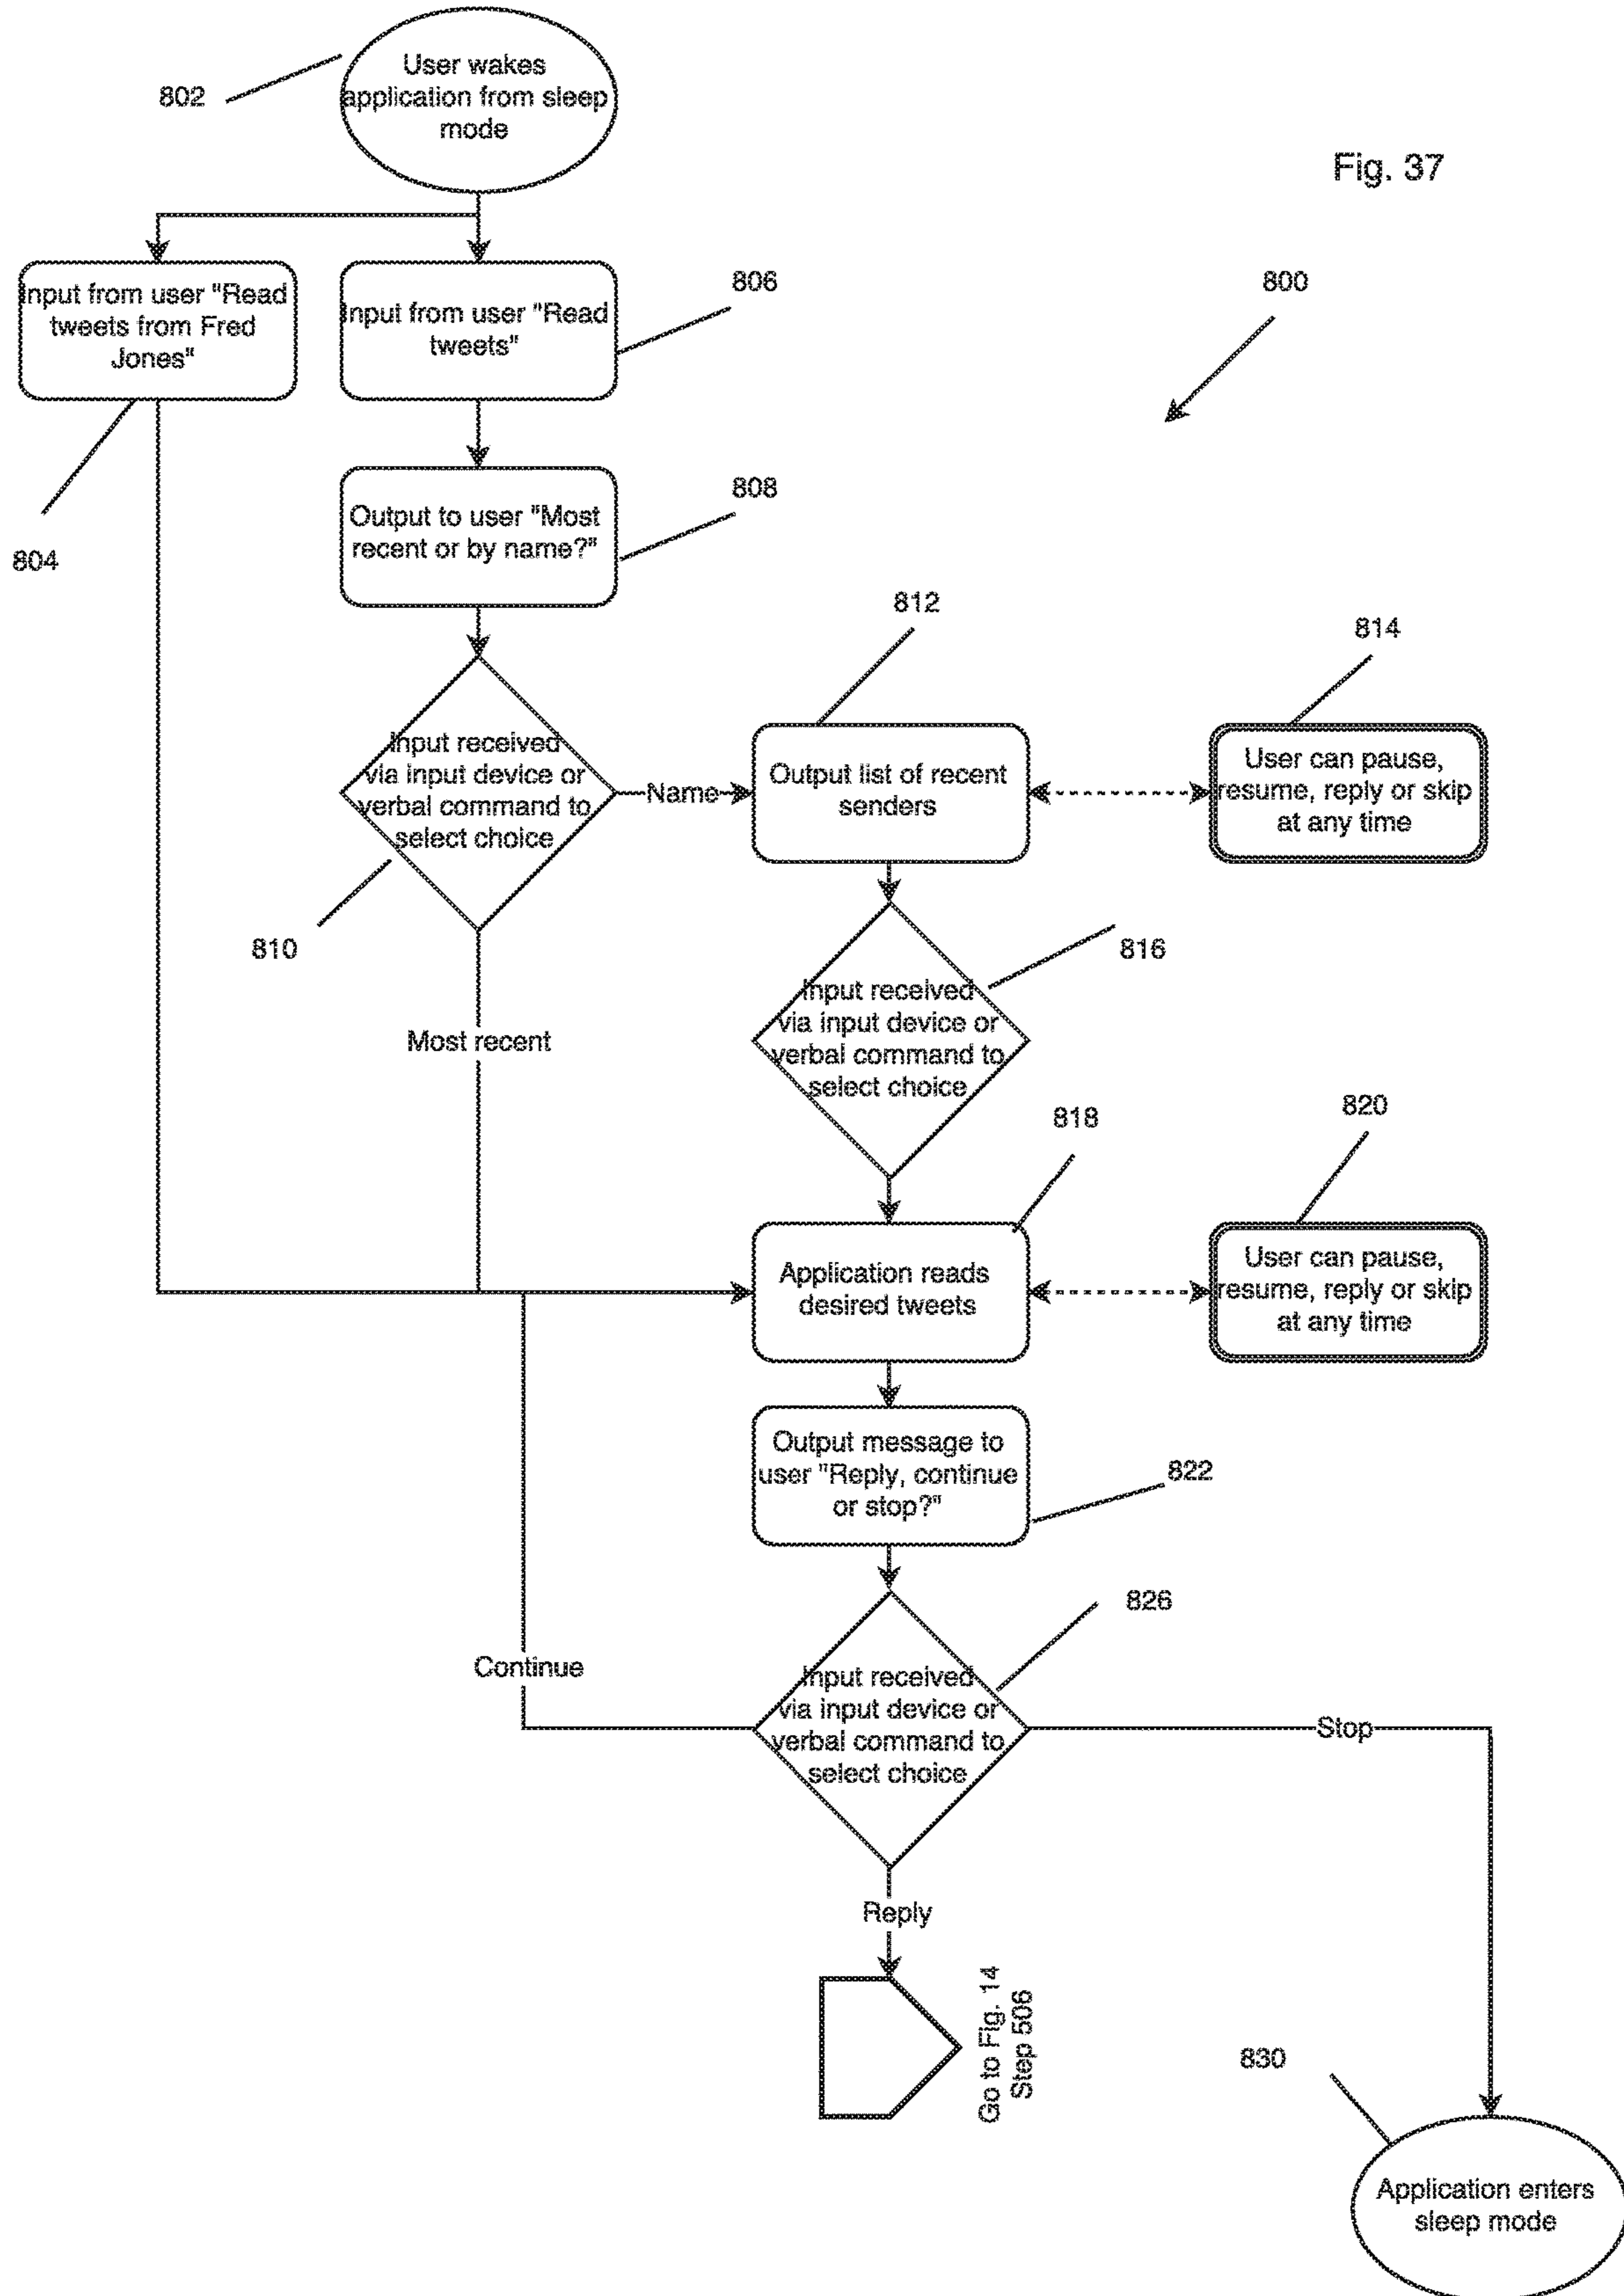 User wakes
application from sleep
mode
802
Fig. 37
Input from user "Read
tweets from Fred
Jones"
Input from user "Read
tweets"
806
800
804
Output to user "Most
recent or by name?"
808
812
814
Input received
via input device or
verbal command to
select choice
Name
Output list of recent
senders
User can pause,
resume, reply or skip
at any time
810
816
Most recent
Input received
via input device or
verbal command to
select choice
818
820
Application reads
desired tweets
User can pause,
resume, reply or skip
at any time
Output message to
user "Reply, continue
or stop?"
822
826
Continue
Input received
via input device or
verbal command to
select choice
Stop
Reply
Go to Fig. 14
Step 506
830
Application enters
sleep mode